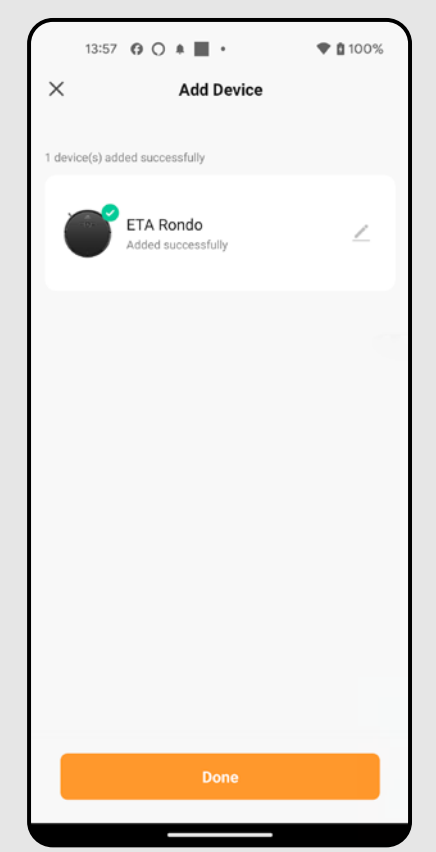 13:57
100%
Add Device
1 device(s) added successfully
ETA Rondo
Added successfully
Done